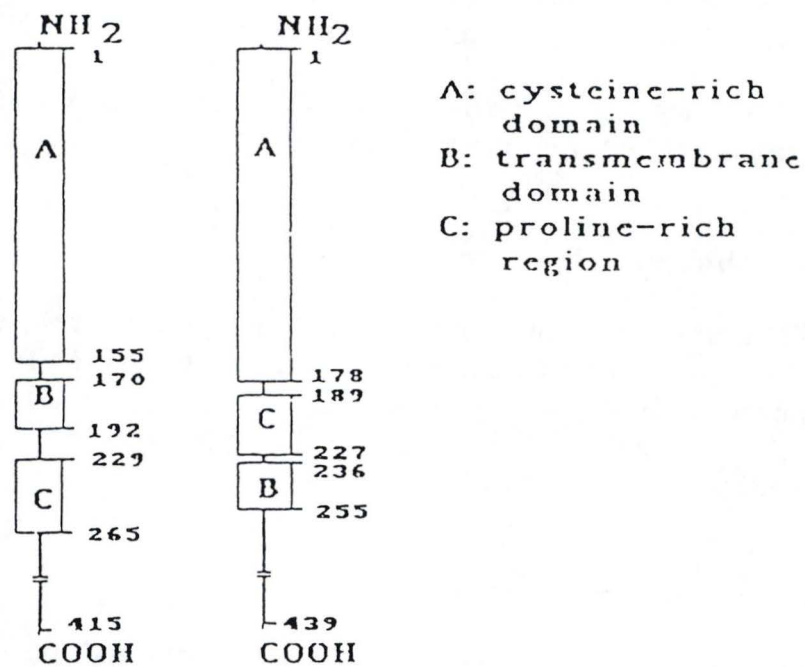 NH2
1
A
155
170
B
192
229
C
265
415
COOH
NH2
1
A
178
189
C
227
236
B
255
439
COOH
A: cysteine-rich
domain
B: transmembrane
domain
C: proline-rich
region